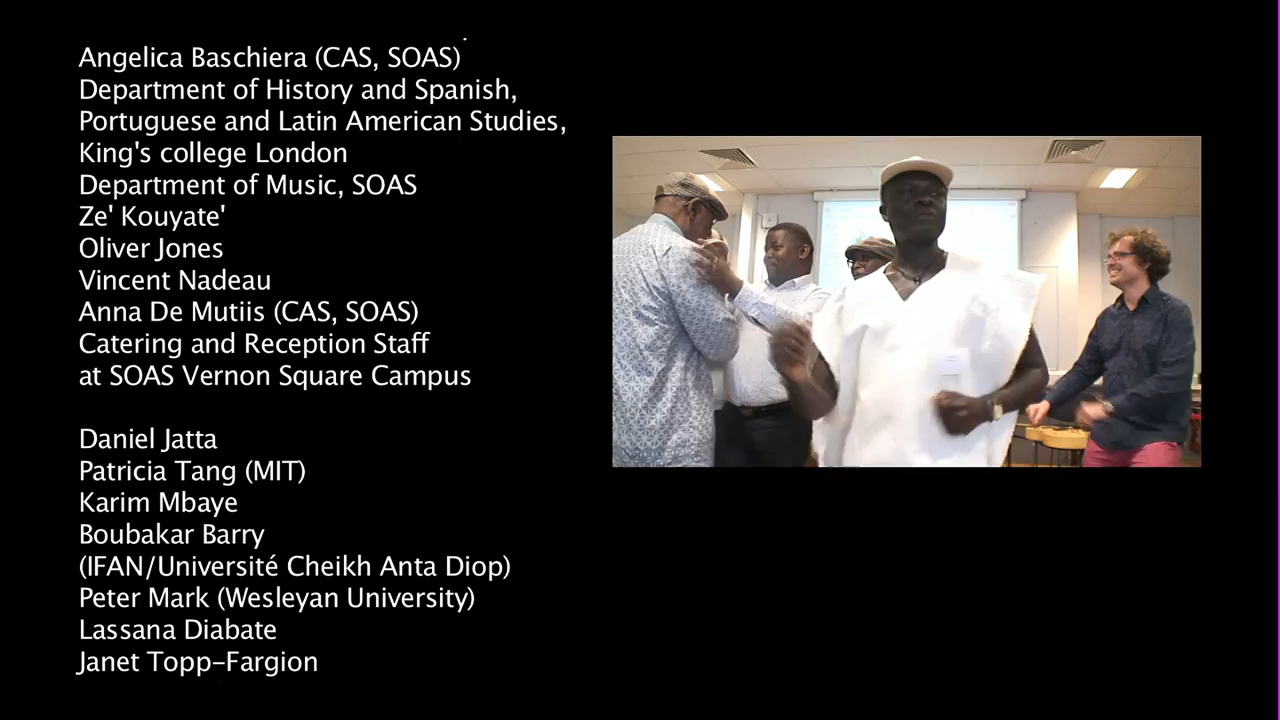 Angelica Baschiera (CAS, SOAS)
Department of History and Spanish,
Portuguese and Latin American Studies,
King's college London
Department of Music, SOAS
Ze' Kouyate'
Oliver Jones
Vincent Nadeau
Anna De Mutiis (CAS, SOAS)
Catering and Reception Staff
at SOAS Vernon Square Campus
Daniel Jatta
Patricia Tang (MIT)
Karim Mbaye
Boubakar Barry
(IFAN/Université Cheikh Anta Diop)
Peter Mark (Wesleyan University)
Lassana Diabate
Janet Topp-Fargion